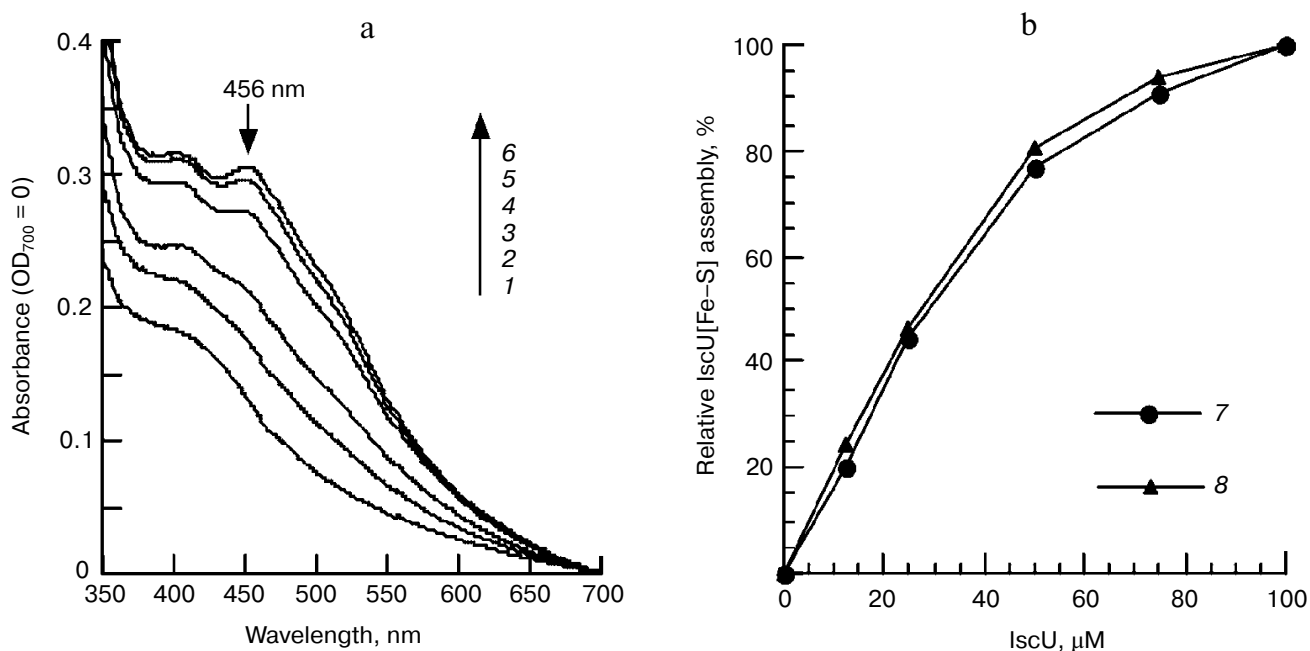 a
0.4
0.3
0.2
0.1
0
Absorbance (OD700 = 0)
456 nm
6
5
4
3
2
1
350 400 450 500 550 600 650 700
Wavelength, nm
b
100
80
60
40
20
Relative IscU[Fe–S] assembly, %
7
8
0 20 40 60 80 100
IscU, μM